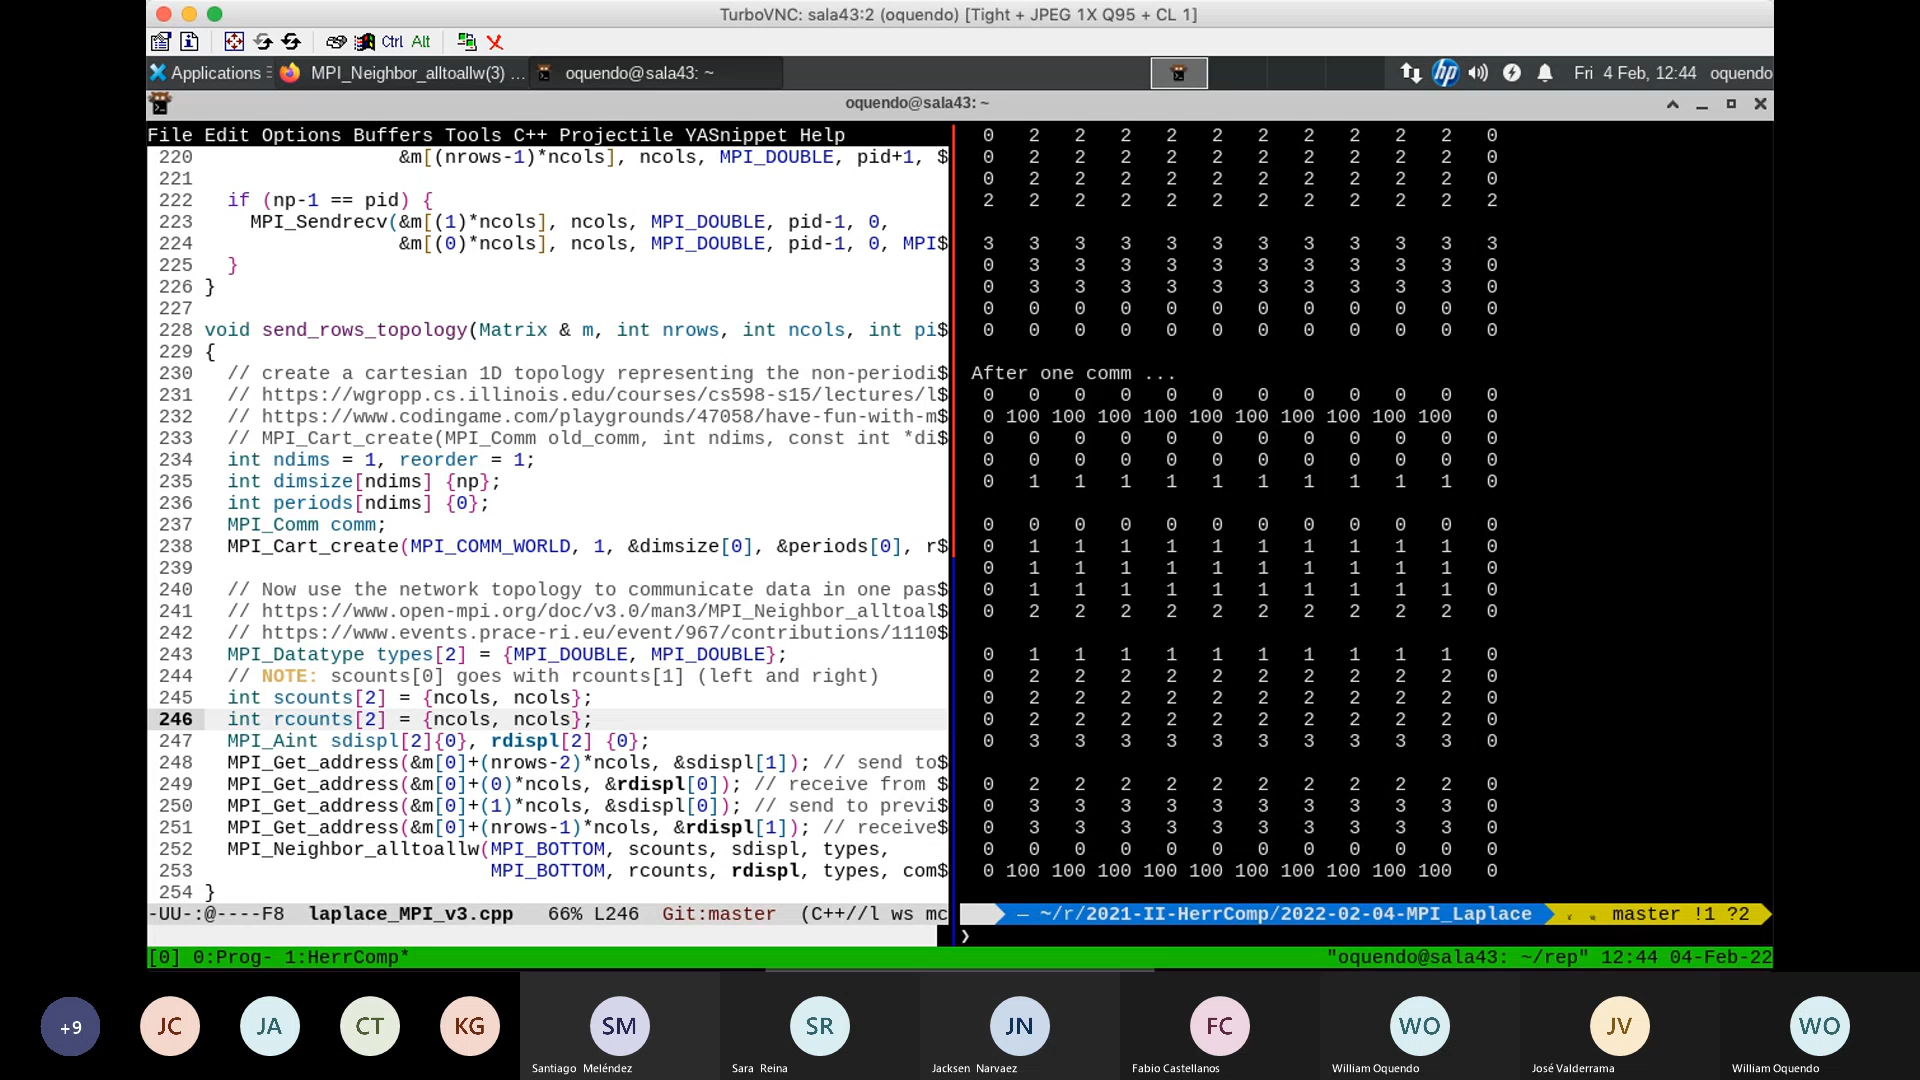 TurboVNC: sala43:2 (oquendo) [Tight + JPEG 1X Q95 + CL 1]
Ctrl Alt
Applications MPI_Neighbor_alltoallw(3) ... oquendo@sala43: ~ hp Fri 4 Feb, 12:44 oquendo
oquendo@sala43: ~
File Edit Options Buffers Tools C++ Projectile YASnippet Help
220 &m[(nrows-1)*ncols], ncols, MPI_DOUBLE, pid+1, $
221
222 if (np-1 == pid) {
223 MPI_Sendrecv(&m[(1)*ncols], ncols, MPI_DOUBLE, pid-1, 0,
224 &m[(0)*ncols], ncols, MPI_DOUBLE, pid-1, 0, MPI$
225 }
226 }
227
228 void send_rows_topology(Matrix & m, int nrows, int ncols, int pi$
229 {
230 // create a cartesian 1D topology representing the non-periodi$
231 // https://wgropp.cs.illinois.edu/courses/cs598-s15/lectures/l$
232 // https://www.codingame.com/playgrounds/47058/have-fun-with-m$
233 // MPI_Cart_create(MPI_Comm old_comm, int ndims, const int *di$
234 int ndims = 1, reorder = 1;
235 int dimsize[ndims] {np};
236 int periods[ndims] {0};
237 MPI_Comm comm;
238 MPI_Cart_create(MPI_COMM_WORLD, 1, &dimsize[0], &periods[0], r$
239
240 // Now use the network topology to communicate data in one pas$
241 // https://www.open-mpi.org/doc/v3.0/man3/MPI_Neighbor_alltoal$
242 // https://www.events.prace-ri.eu/event/967/contributions/1110$
243 MPI_Datatype types[2] = {MPI_DOUBLE, MPI_DOUBLE};
244 // NOTE: scounts[0] goes with rcounts[1] (left and right)
245 int scounts[2] = {ncols, ncols};
246 int rcounts[2] = {ncols, ncols};
247 MPI_Aint sdispl[2]{0}, rdispl[2] {0};
248 MPI_Get_address(&m[0]+(nrows-2)*ncols, &sdispl[1]); // send to$
249 MPI_Get_address(&m[0]+(0)*ncols, &rdispl[0]); // receive from $
250 MPI_Get_address(&m[0]+(1)*ncols, &sdispl[0]); // send to previ$
251 MPI_Get_address(&m[0]+(nrows-1)*ncols, &rdispl[1]); // receive$
252 MPI_Neighbor_alltoallw(MPI_BOTTOM, scounts, sdispl, types,
253 MPI_BOTTOM, rcounts, rdispl, types, com$
254 }
-UU-:@----F8 laplace_MPI_v3.cpp 66% L246 Git:master (C++//l ws mc
0 2 2 2 2 2 2 2 2 2 2 0
0 2 2 2 2 2 2 2 2 2 2 0
0 2 2 2 2 2 2 2 2 2 2 0
2 2 2 2 2 2 2 2 2 2 2 2
3 3 3 3 3 3 3 3 3 3 3 3
0 3 3 3 3 3 3 3 3 3 3 0
0 3 3 3 3 3 3 3 3 3 3 0
0 0 0 0 0 0 0 0 0 0 0 0
0 0 0 0 0 0 0 0 0 0 0 0
After one comm ...
0 0 0 0 0 0 0 0 0 0 0 0
0 100 100 100 100 100 100 100 100 100 100 0
0 0 0 0 0 0 0 0 0 0 0 0
0 0 0 0 0 0 0 0 0 0 0 0
0 1 1 1 1 1 1 1 1 1 1 0
0 0 0 0 0 0 0 0 0 0 0 0
0 1 1 1 1 1 1 1 1 1 1 0
0 1 1 1 1 1 1 1 1 1 1 0
0 1 1 1 1 1 1 1 1 1 1 0
0 2 2 2 2 2 2 2 2 2 2 0
0 1 1 1 1 1 1 1 1 1 1 0
0 2 2 2 2 2 2 2 2 2 2 0
0 2 2 2 2 2 2 2 2 2 2 0
0 2 2 2 2 2 2 2 2 2 2 0
0 3 3 3 3 3 3 3 3 3 3 0
0 2 2 2 2 2 2 2 2 2 2 0
0 3 3 3 3 3 3 3 3 3 3 0
0 3 3 3 3 3 3 3 3 3 3 0
0 0 0 0 0 0 0 0 0 0 0 0
0 100 100 100 100 100 100 100 100 100 100 0
~/r/2021-II-HerrComp/2022-02-04-MPI_Laplace master !1 ?2
❯
[0] 0:Prog- 1:HerrComp* "oquendo@sala43: ~/rep" 12:44 04-Feb-22
+9 JC JA CT KG SM SR JN FC WO JV WO
Santiago Meléndez Sara Reina Jacksen Narvaez Fabio Castellanos William Oquendo José Valderrama William Oquendo